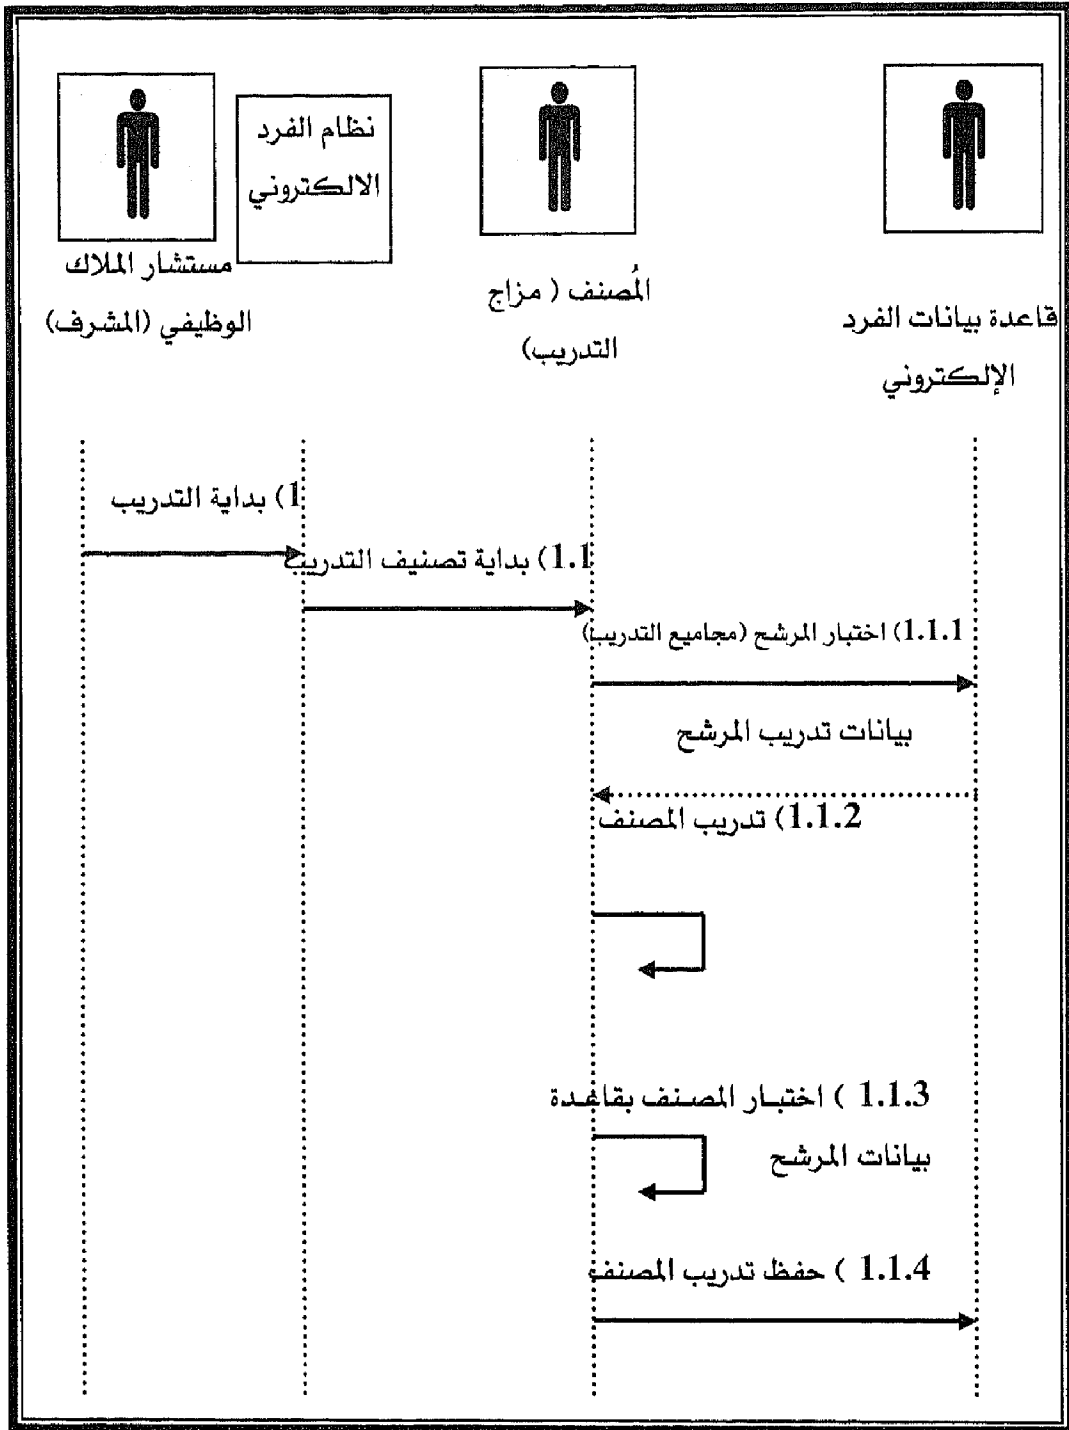 نظام الفرد
الالكتروني
مستشار الملاك
الوظيفي (المشرف)
المُصنف ( مزاج
التدريب)
قاعدة بيانات الفرد
الإلكتروني
1) بداية التدريب
1.1) بداية تصنيف التدريب
1.1.1) اختبار المرشح (مجاميع التدريب)
بيانات تدريب المرشح
1.1.2) تدريب المصنف
1.1.3 ) اختبار المصنف بقاعدة
بيانات المرشح
1.1.4 ) حفظ تدريب المصنف